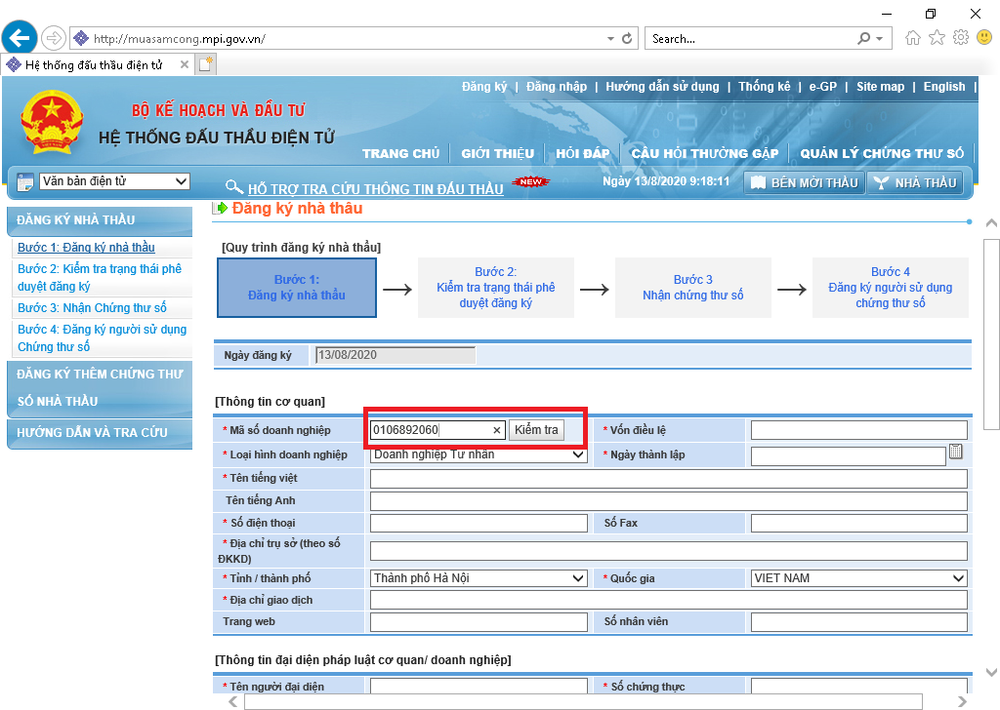 http://muasamcong.mpi.gov.vn/
Search...
Hệ thống đấu thầu điện tử
Đăng ký | Đăng nhập | Hướng dẫn sử dụng | Thống kê | e-GP | Site map | English |
BỘ KẾ HOẠCH VÀ ĐẦU TƯ
HỆ THỐNG ĐẤU THẦU ĐIỆN TỬ
TRANG CHỦ | GIỚI THIỆU | HỎI ĐÁP | CÂU HỎI THƯỜNG GẶP | QUẢN LÝ CHỨNG THƯ SỐ
Văn bản điện tử
HỖ TRỢ TRA CỨU THÔNG TIN ĐẤU THẦU
NEW
Ngày 13/8/2020 9:18:11
BÊN MỜI THẦU
NHÀ THẦU
ĐĂNG KÝ NHÀ THẦU
Bước 1: Đăng ký nhà thầu
Bước 2: Kiểm tra trạng thái phê
duyệt đăng ký
Bước 3: Nhận Chứng thư số
Bước 4: Đăng ký người sử dụng
Chứng thư số
ĐĂNG KÝ THÊM CHỨNG THƯ
SỐ NHÀ THẦU
HƯỚNG DẪN VÀ TRA CỨU
Đăng ký nhà thầu
[Quy trình đăng ký nhà thầu]
Bước 1:
Đăng ký nhà thầu
Bước 2:
Kiểm tra trạng thái phê
duyệt đăng ký
Bước 3
Nhận chứng thư số
Bước 4
Đăng ký người sử dụng
chứng thư số
Ngày đăng ký 13/08/2020
[Thông tin cơ quan]
* Mã số doanh nghiệp 0106892060 × Kiểm tra * Vốn điều lệ
* Loại hình doanh nghiệp Doanh nghiệp Tư nhân * Ngày thành lập
* Tên tiếng việt
Tên tiếng Anh
* Số điện thoại Số Fax
* Địa chỉ trụ sở (theo số
ĐKKD)
* Tỉnh / thành phố Thành phố Hà Nội * Quốc gia VIET NAM
* Địa chỉ giao dịch
Trang web Số nhân viên
[Thông tin đại diện pháp luật cơ quan/ doanh nghiệp]
* Tên người đại diện * Số chứng thực